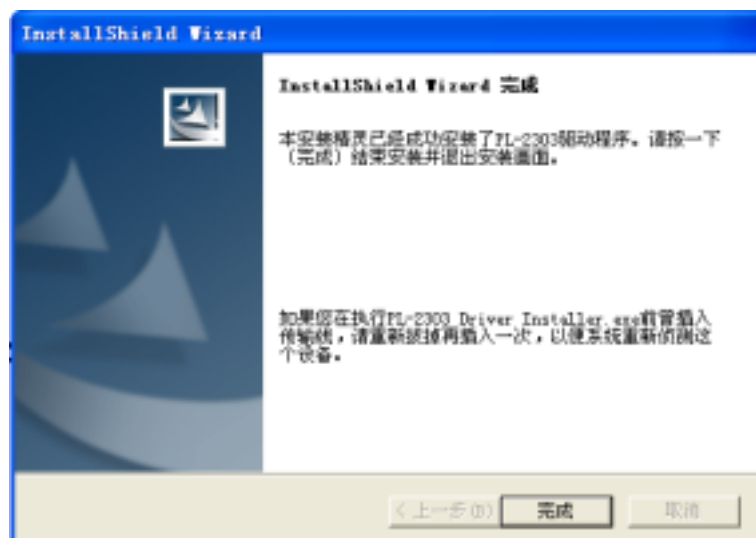 InstallShield Wizard
InstallShield Wizard 完成
本安装精灵已经成功安装了PL-2303驱动程序。请按一下
(完成) 结束安装并退出安装画面。
如果您在执行PL-2303 Driver Installer.exe前曾插入
传输线，请重新拔掉再插入一次，以便系统重新侦测这
个设备。
< 上一步(B)
完成
取消